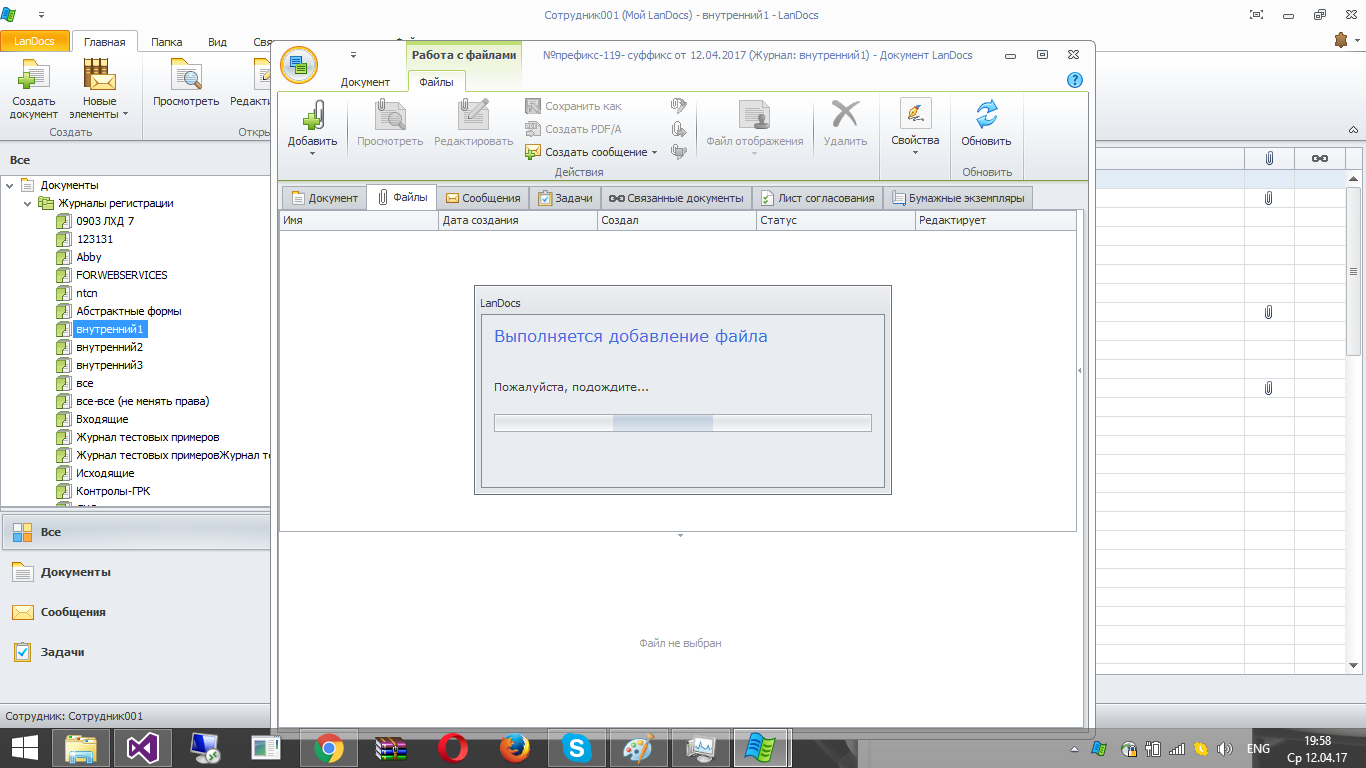 Сотрудник001 (Мой LanDocs) - внутренний1 - LanDocs
LanDocs
Главная
Папка
Вид
Создать документ
Новые элементы
Просмотреть
Создать
Все
Документы
Журналы регистрации
0903 ЛХД 7
123131
Abby
FORWEBSERVICES
ntcn
Абстрактные формы
внутренний1
внутренний2
внутренний3
все
все-все (не менять права)
Входящие
Журнал тестовых примеров
Журнал тестовых примеровЖурнал
Исходящие
Контролы-ГРК
Все
Документы
Сообщения
Задачи
Сотрудник: Сотрудник001
Работа с файлами
№префикс-119- суффикс от 12.04.2017 (Журнал: внутренний1) - Документ LanDocs
Документ
Файлы
Добавить
Просмотреть
Редактировать
Сохранить как
Создать PDF/A
Создать сообщение
Файл отображения
Удалить
Свойства
Обновить
Действия
Обновить
Документ
Файлы
Сообщения
Задачи
Связанные документы
Лист согласования
Бумажные экземпляры
Имя
Дата создания
Создал
Статус
Редактирует
LanDocs
Выполняется добавление файла
Пожалуйста, подождите...
Файл не выбран
ENG
19:58
Ср 12.04.17